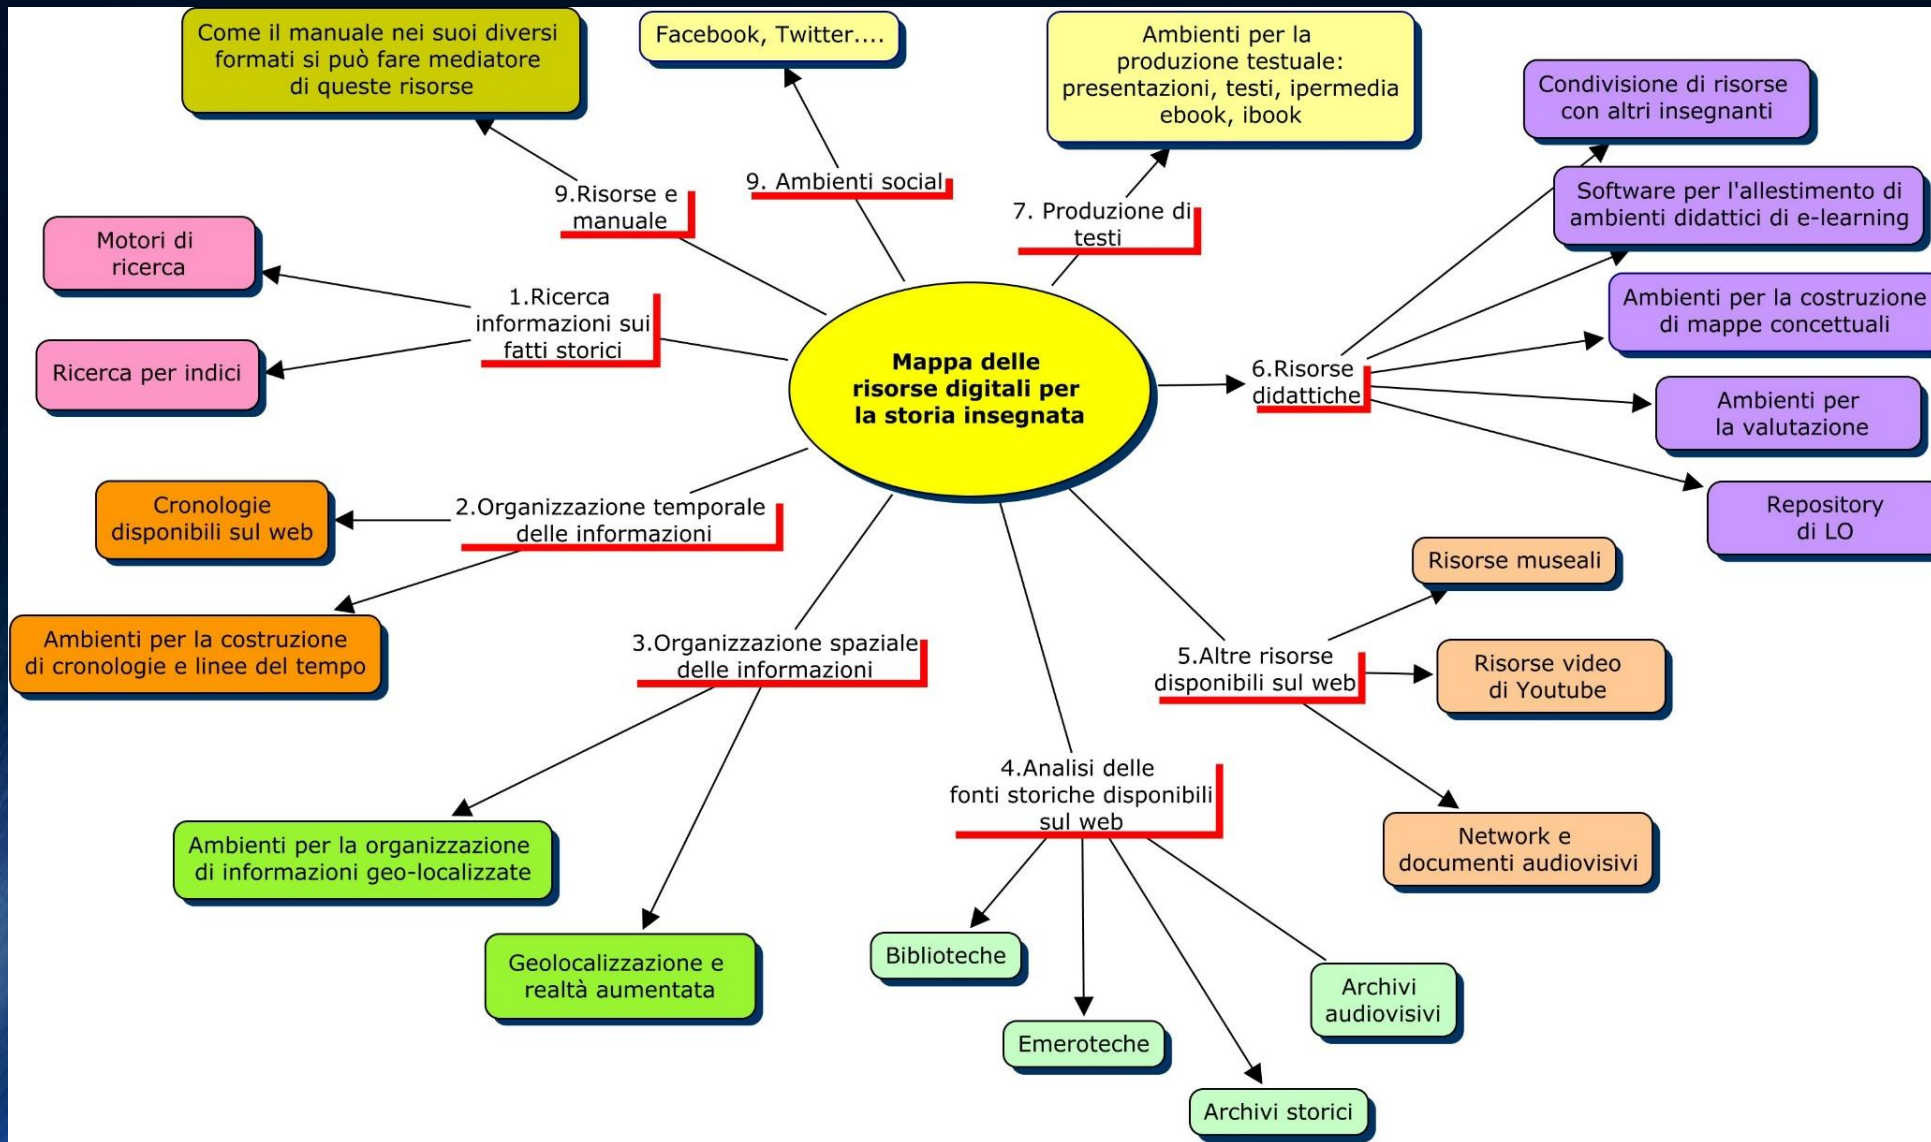 Come il manuale nei suoi diversi
formati si può fare mediatore
di queste risorse
Facebook, Twitter....
Ambienti per la
produzione testuale:
presentazioni, testi, ipermedia
ebook, ibook
Condivisione di risorse
con altri insegnanti
9.Risorse e
manuale
9. Ambienti social
7. Produzione di
testi
Software per l'allestimento di
ambienti didattici di e-learning
Motori di
ricerca
1.Ricerca
informazioni sui
fatti storici
Ricerca per indici
Mappa delle
risorse digitali per
la storia insegnata
6.Risorse
didattiche
Ambienti per la costruzione
di mappe concettuali
Ambienti per
la valutazione
Repository
di LO
Cronologie
disponibili sul web
2.Organizzazione temporale
delle informazioni
Ambienti per la costruzione
di cronologie e linee del tempo
3.Organizzazione spaziale
delle informazioni
5.Altre risorse
disponibili sul web
Risorse museali
Risorse video
di Youtube
Network e
documenti audiovisivi
4.Analisi delle
fonti storiche disponibili
sul web
Ambienti per la organizzazione
di informazioni geo-localizzate
Geolocalizzazione e
realtà aumentata
Biblioteche
Emeroteche
Archivi storici
Archivi
audiovisivi